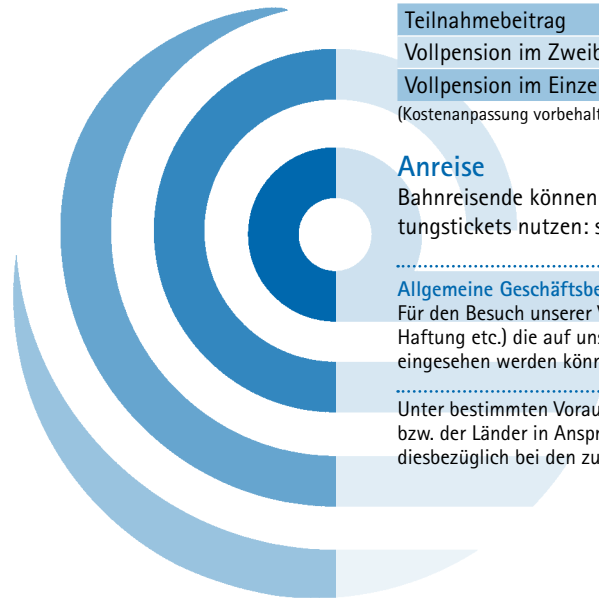 Teilnahmebeitrag
Vollpension im Zweib
Vollpension im Einze
(Kostenanpassung vorbehalt
Anreise
Bahnreisende können
tungstickets nutzen: s
Allgemeine Geschäftsbe
Für den Besuch unserer V
Haftung etc.) die auf uns
eingesehen werden könn
Unter bestimmten Vorau
bzw. der Länder in Anspr
diesbezüglich bei den zu